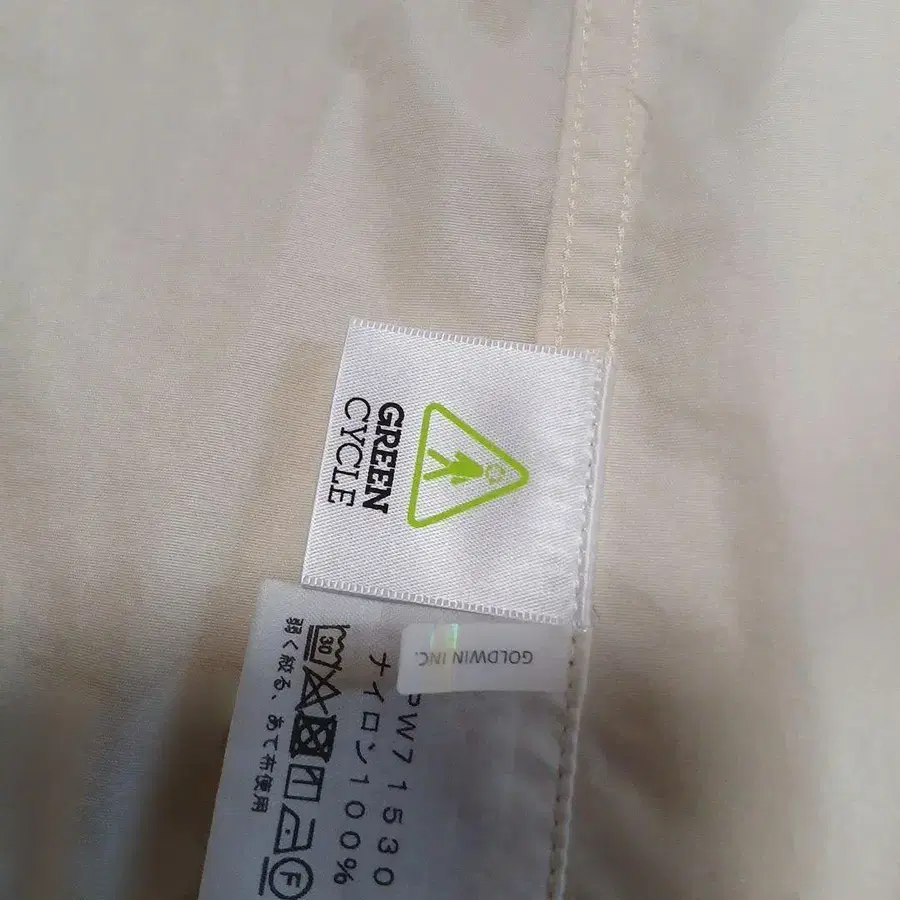 GREEN
CYCLE
GOLDWIN INC.
PW71530
ナイロン100%
30
F
弱く絞る、あて布使用